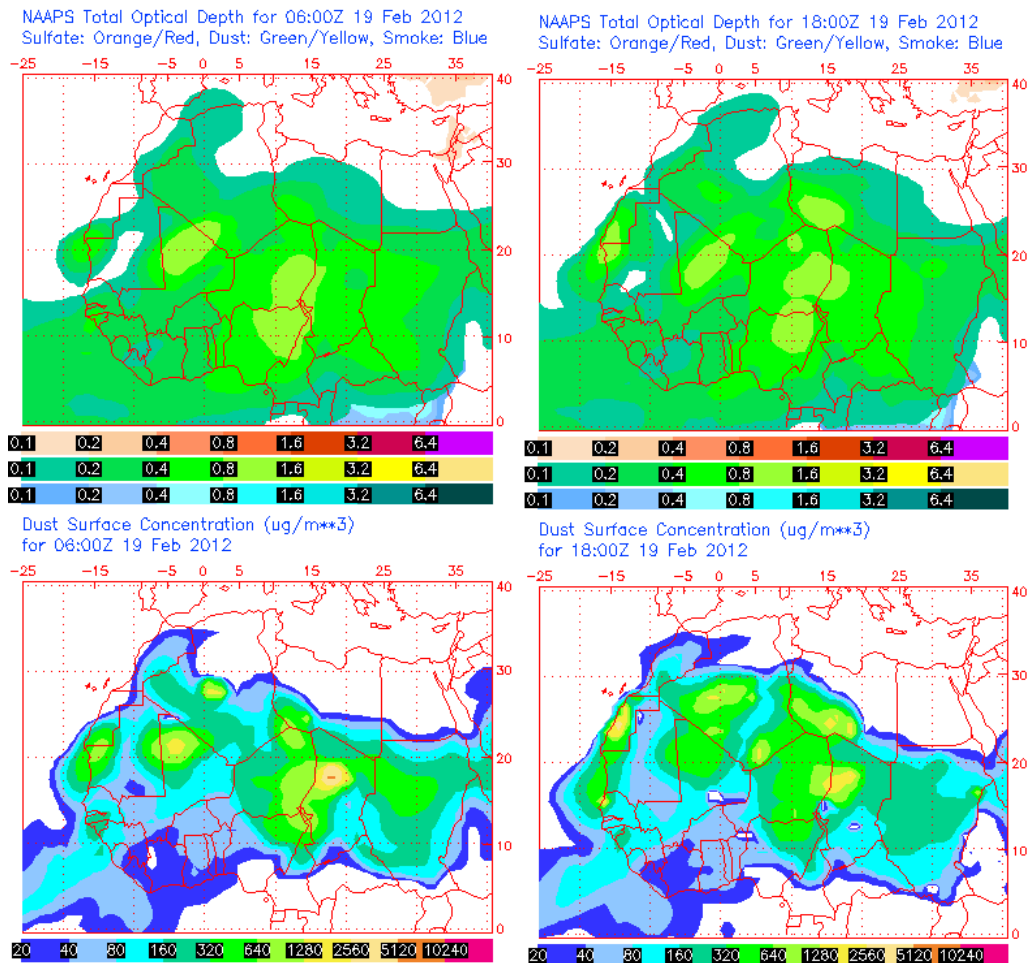 NAAPS Total Optical Depth for 06:00Z 19 Feb 2012
Sulfate: Orange/Red, Dust: Green/Yellow, Smoke: Blue
-25 -15 -5 0 5 15 25 35
40
30
20
10
0
0.1 0.2 0.4 0.8 1.6 3.2 6.4
0.1 0.2 0.4 0.8 1.6 3.2 6.4
0.1 0.2 0.4 0.8 1.6 3.2 6.4
NAAPS Total Optical Depth for 18:00Z 19 Feb 2012
Sulfate: Orange/Red, Dust: Green/Yellow, Smoke: Blue
-25 -15 -5 0 5 15 25 35
40
30
20
10
0
0.1 0.2 0.4 0.8 1.6 3.2 6.4
0.1 0.2 0.4 0.8 1.6 3.2 6.4
0.1 0.2 0.4 0.8 1.6 3.2 6.4
Dust Surface Concentration (ug/m**3)
for 06:00Z 19 Feb 2012
-25 -15 -5 0 5 15 25 35
40
30
20
10
0
20 40 80 160 320 640 1280 2560 5120 10240
Dust Surface Concentration (ug/m**3)
for 18:00Z 19 Feb 2012
-25 -15 -5 0 5 15 25 35
40
30
20
10
0
20 40 80 160 320 640 1280 2560 5120 10240